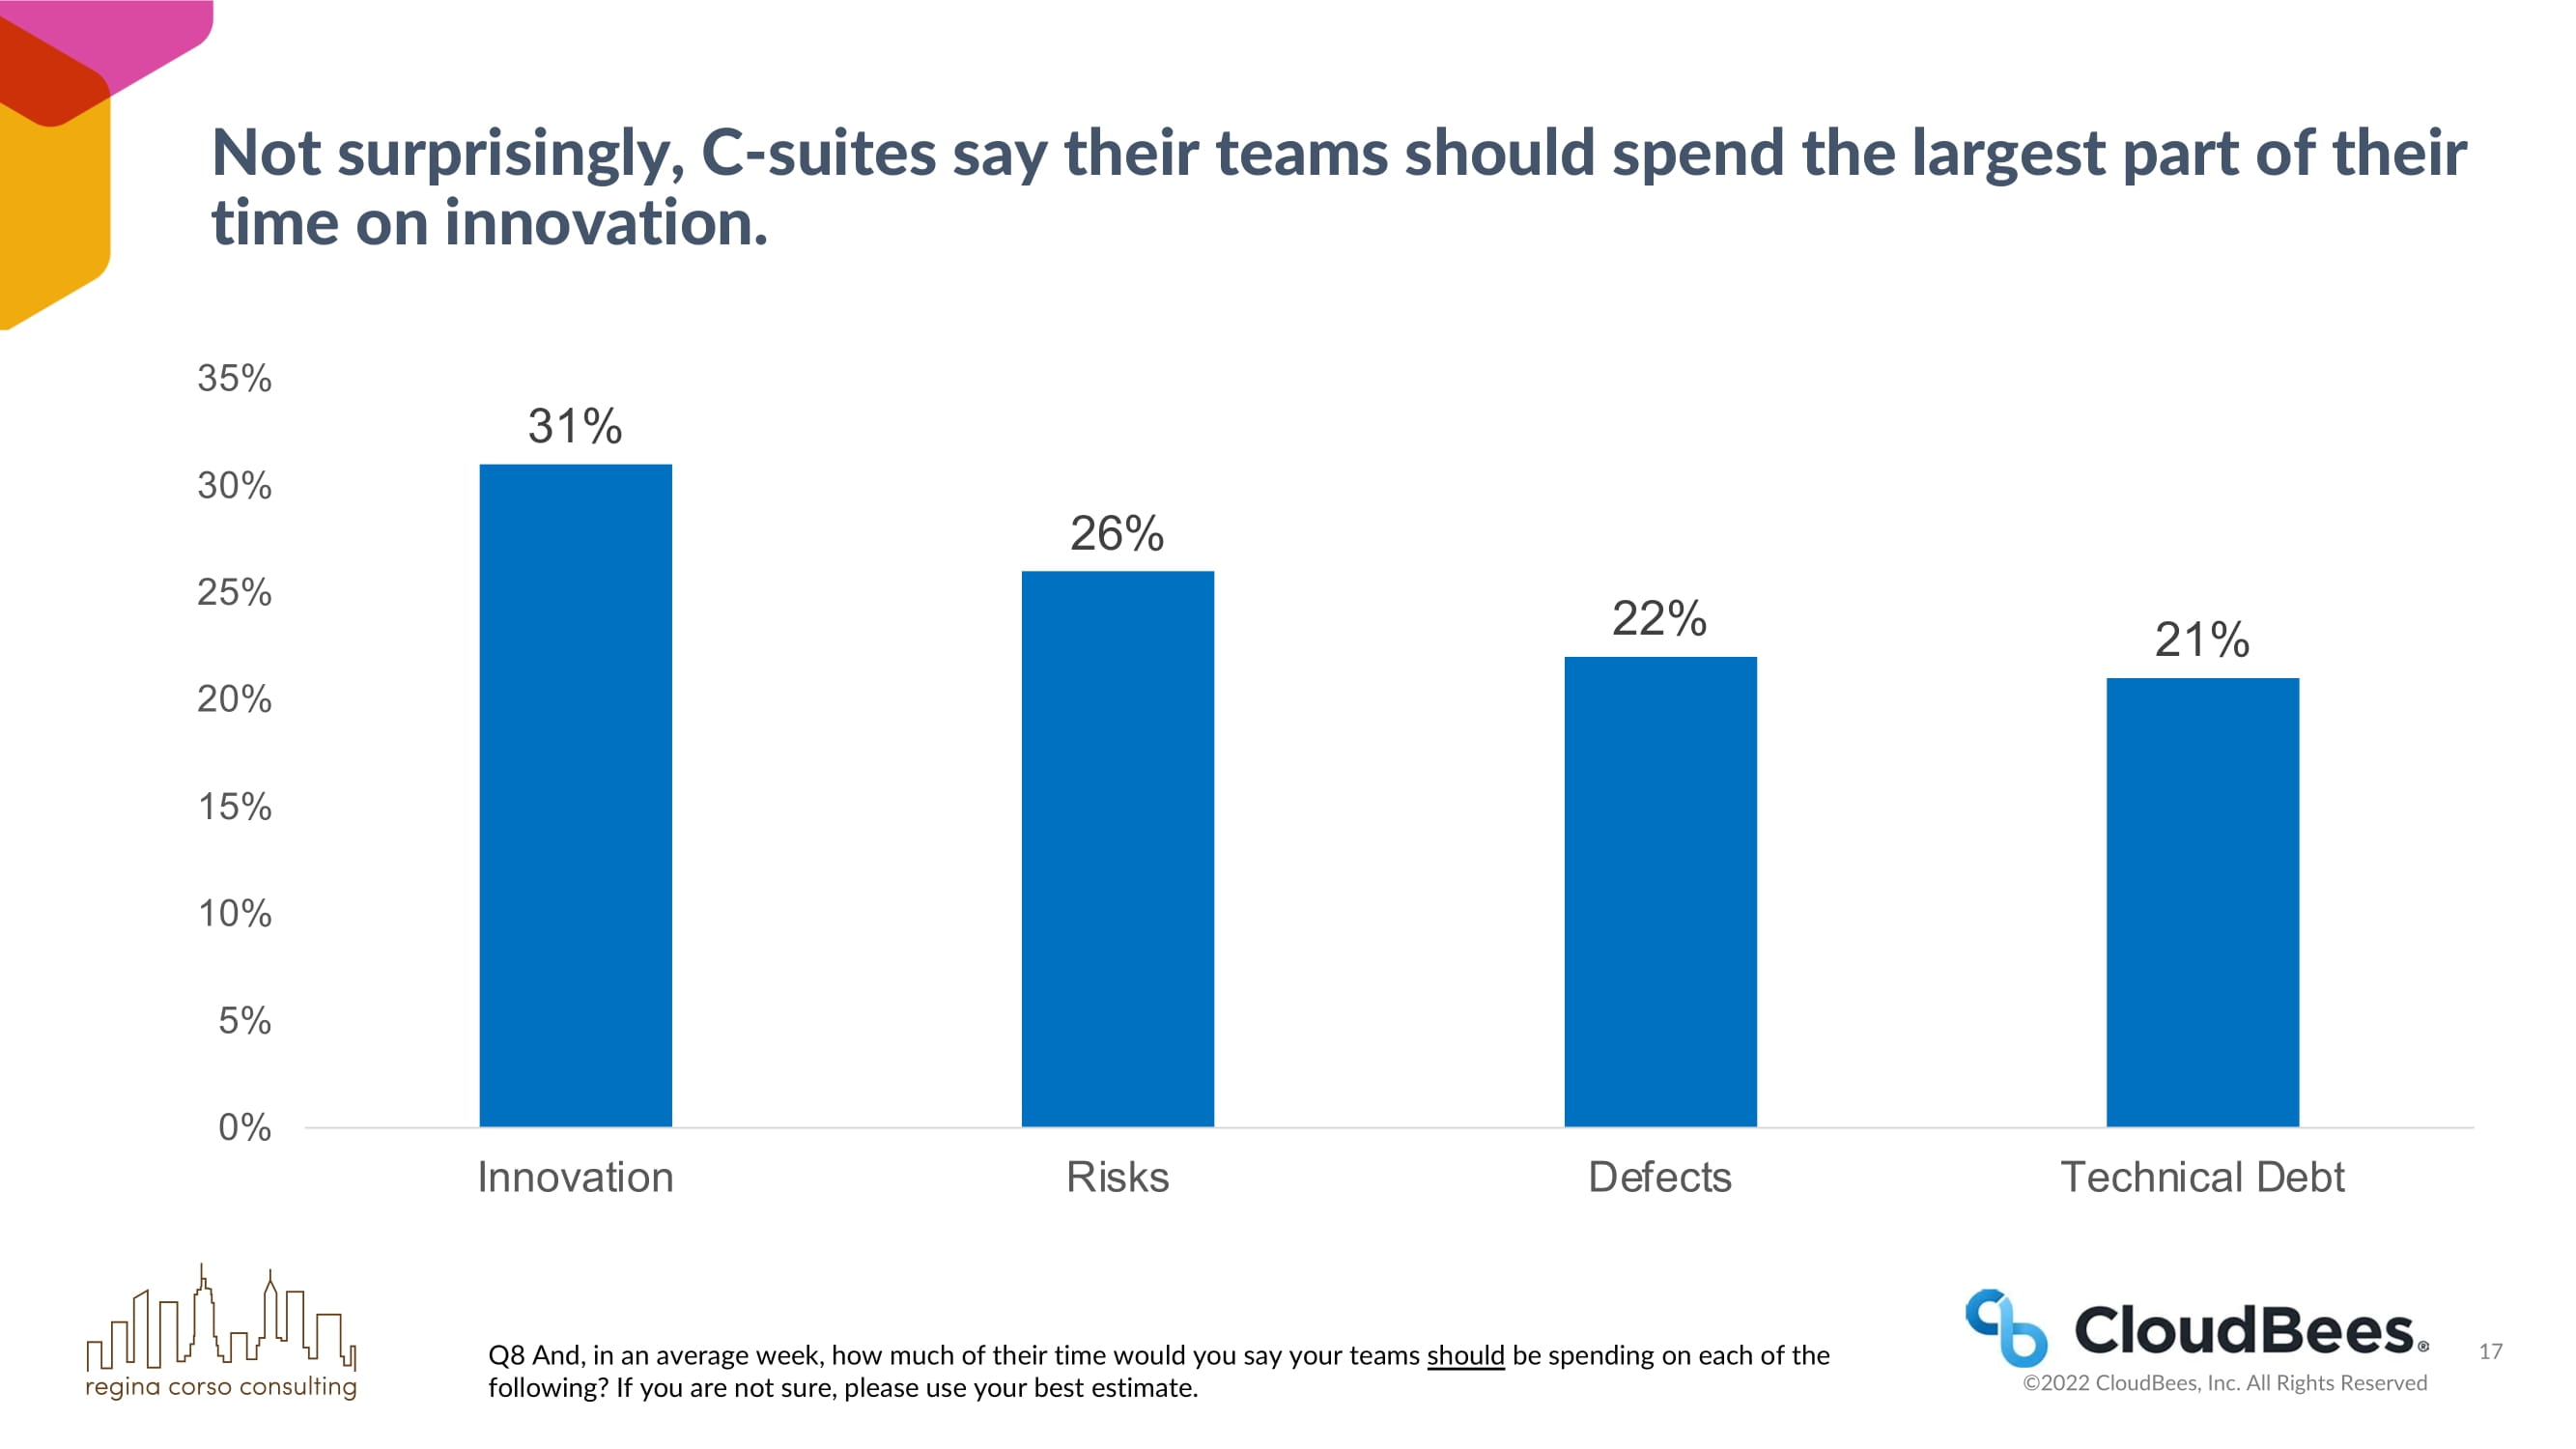 Not surprisingly, C-suites say their teams should spend the largest part of their
time on innovation.
35%
30%
25%
20%
15%
10%
5%
0%
31%
26%
22%
21%
Innovation
Risks
Defects
Technical Debt
regina corso consulting
Q8 And, in an average week, how much of their time would you say your teams should be spending on each of the
following? If you are not sure, please use your best estimate.
CloudBees®
©2022 CloudBees, Inc. All Rights Reserved
17